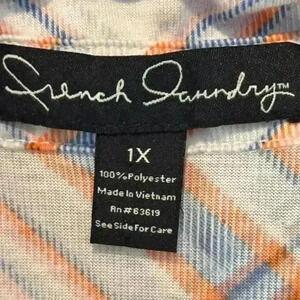 French Laundry™
1X
100% Polyester
Made In Vietnam
Rn#63619
See Side For Care